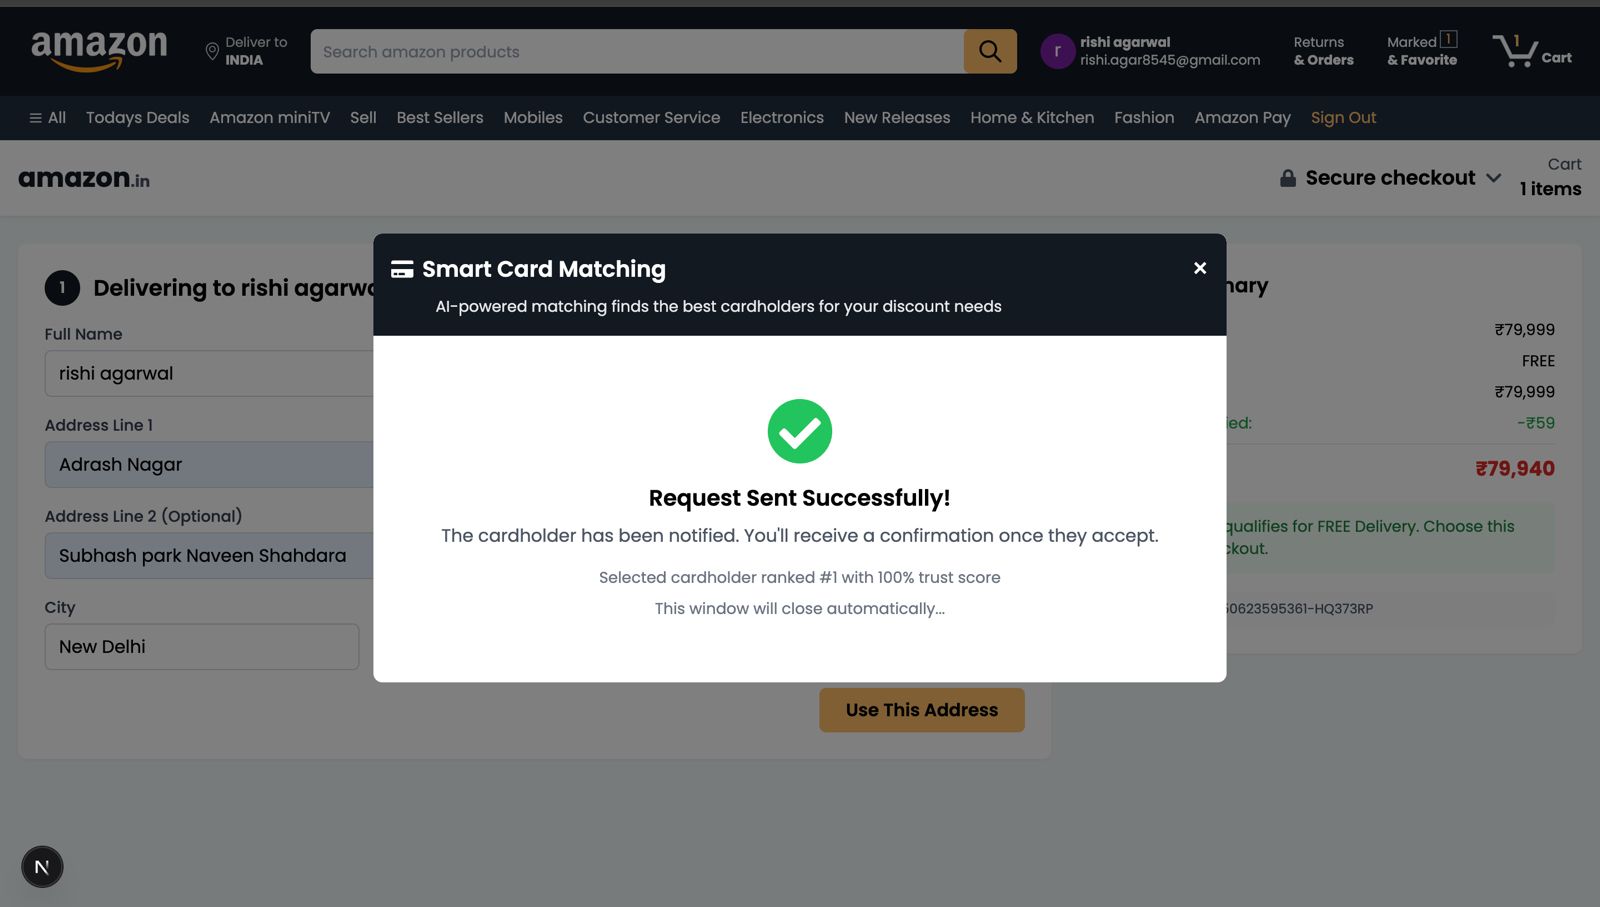 amazon
Deliver to
INDIA
Search amazon products
r
rishi agarwal
rishi.agar8545@gmail.com
Returns
& Orders
Marked 1
& Favorite
1
Cart
All Todays Deals Amazon miniTV Sell Best Sellers Mobiles Customer Service Electronics New Releases Home & Kitchen Fashion Amazon Pay Sign Out
amazon.in
Secure checkout
Cart
1 items
Smart Card Matching
AI-powered matching finds the best cardholders for your discount needs
Request Sent Successfully!
The cardholder has been notified. You'll receive a confirmation once they accept.
Selected cardholder ranked #1 with 100% trust score
This window will close automatically...
1 Delivering to rishi agarw
Full Name
rishi agarwal
Address Line 1
Adrash Nagar
Address Line 2 (Optional)
Subhash park Naveen Shahdara
City
New Delhi
Use This Address
mary
₹79,999
FREE
₹79,999
ied: -₹59
₹79,940
qualifies for FREE Delivery. Choose this
ckout.
50623595361-HQ373RP
N